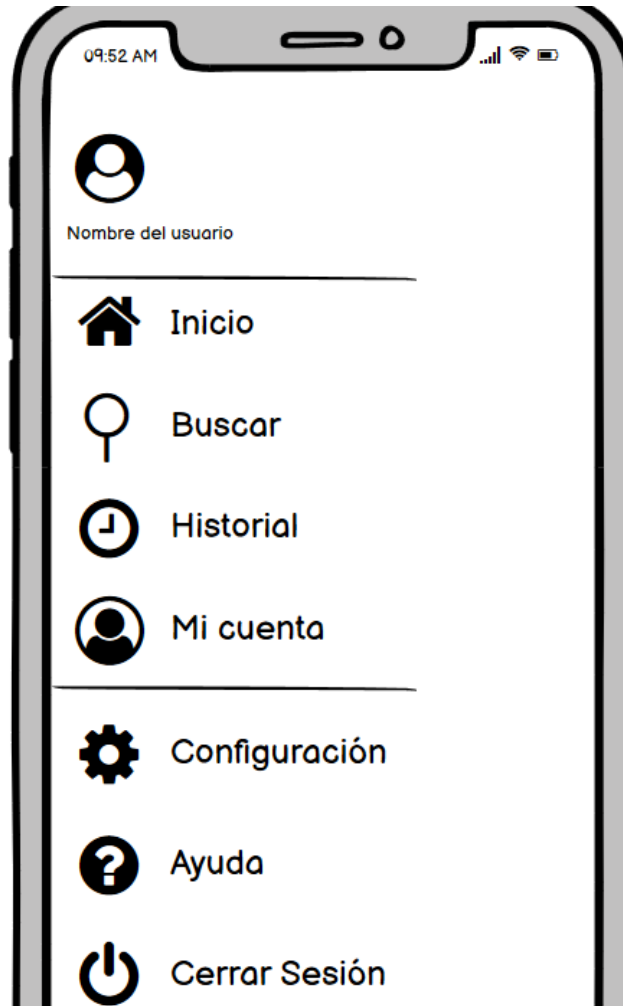 09:52 AM
Nombre del usuario
Inicio
Buscar
Historial
Mi cuenta
Configuración
Ayuda
Cerrar Sesión